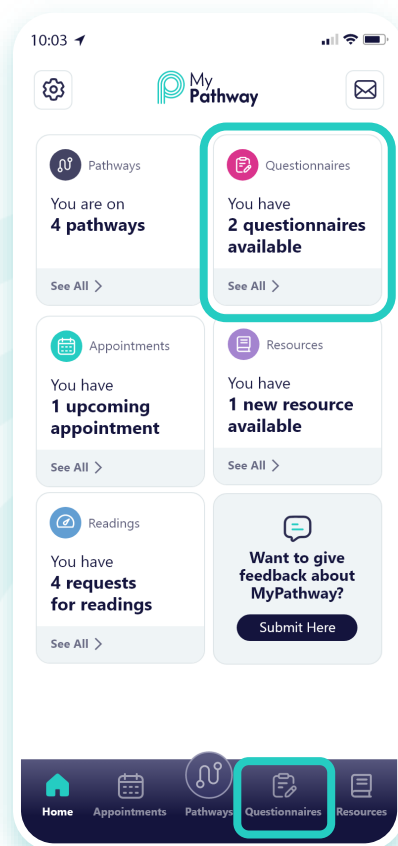 10:03
My
Pathway
Pathways
You are on
4 pathways
See All
Questionnaires
You have
2 questionnaires
available
See All
Appointments
You have
1 upcoming
appointment
See All
Resources
You have
1 new resource
available
See All
Readings
You have
4 requests
for readings
See All
Want to give
feedback about
MyPathway?
Submit Here
Home Appointments Pathways Questionnaires Resources